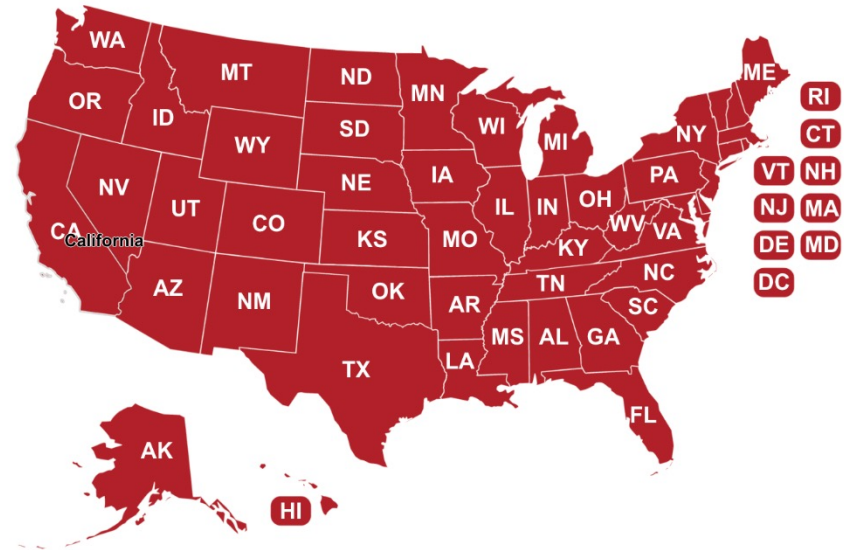 WA
MT
ND
MN
ME
OR
ID
SD
WI
MI
NY
RI
WY
CT
NV
NE
IA
PA
VT NH
UT
CO
IL
IN
OH
WV
NJ MA
CA
California
KS
MO
KY
VA
DE MD
AZ
NM
OK
AR
TN
NC
DC
SC
MS
AL
GA
TX
LA
FL
AK
HI